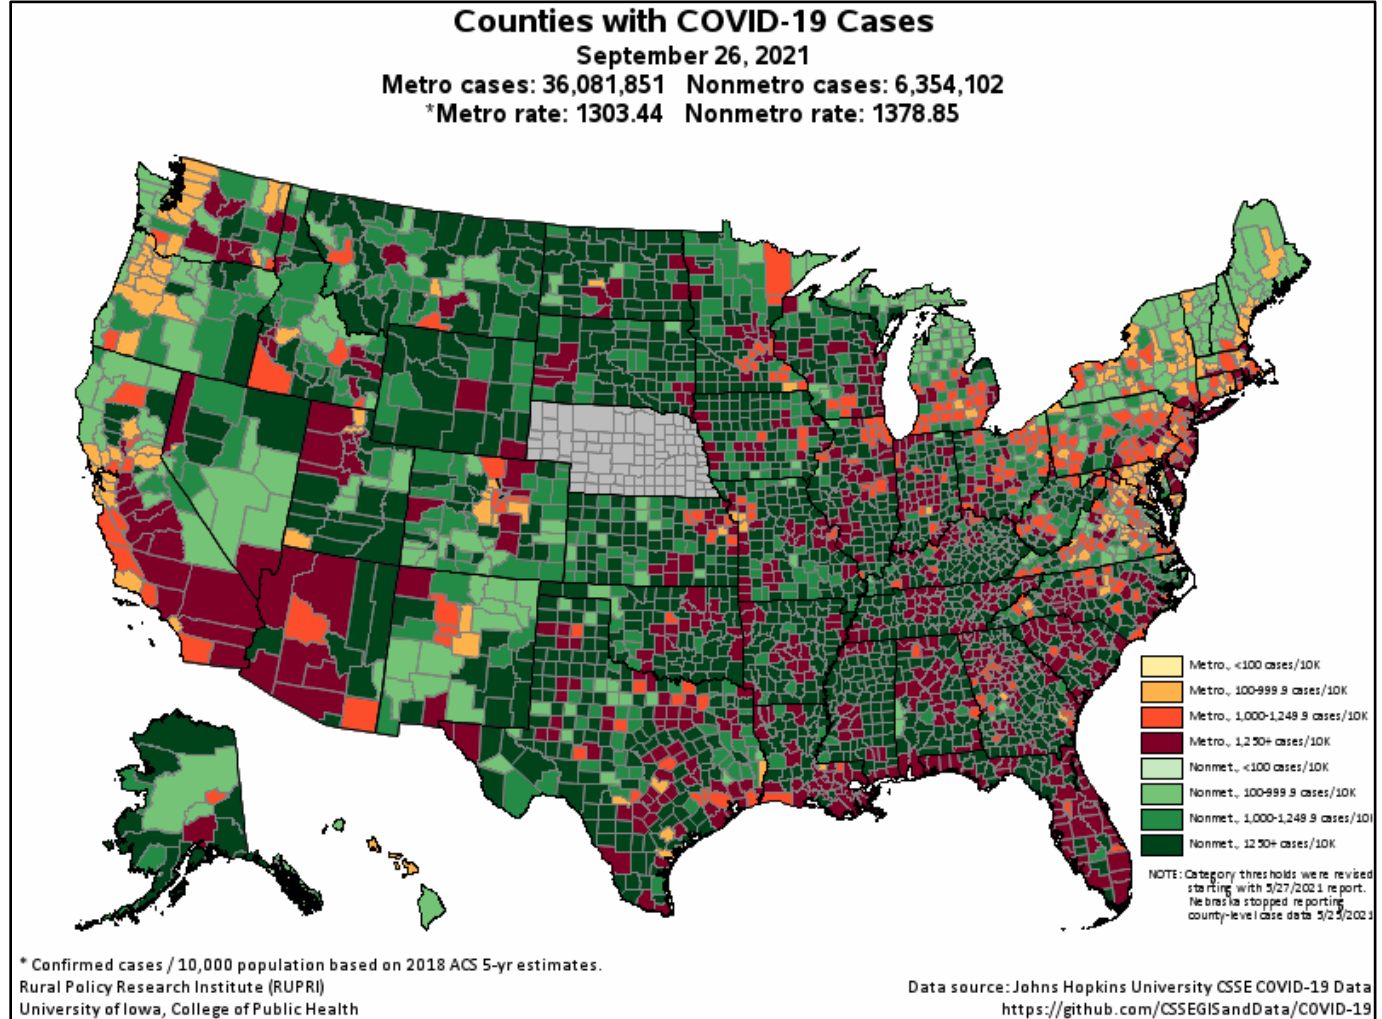 Counties with COVID-19 Cases
September 26, 2021
Metro cases: 36,081,851 Nonmetro cases: 6,354,102
*Metro rate: 1303.44 Nonmetro rate: 1378.85
Metro., <100 cases/10K
Metro., 100-999.9 cases/10K
Metro., 1,000-1,249.9 cases/10K
Metro., 1,250+ cases/10K
Nonmet., <100 cases/10K
Nonmet., 100-999.9 cases/10K
Nonmet., 1,000-1,249.9 cases/10K
Nonmet., 1250+ cases/10K
NOTE: Category thresholds were revised
starting with 5/27/2021 report.
Nebraska stopped reporting
county-level case data 5/25/2021
* Confirmed cases / 10,000 population based on 2018 ACS 5-yr estimates.
Rural Policy Research Institute (RUPRI)
University of Iowa, College of Public Health
Data source: Johns Hopkins University CSSE COVID-19 Data
https://github.com/CSSEGISandData/COVID-19